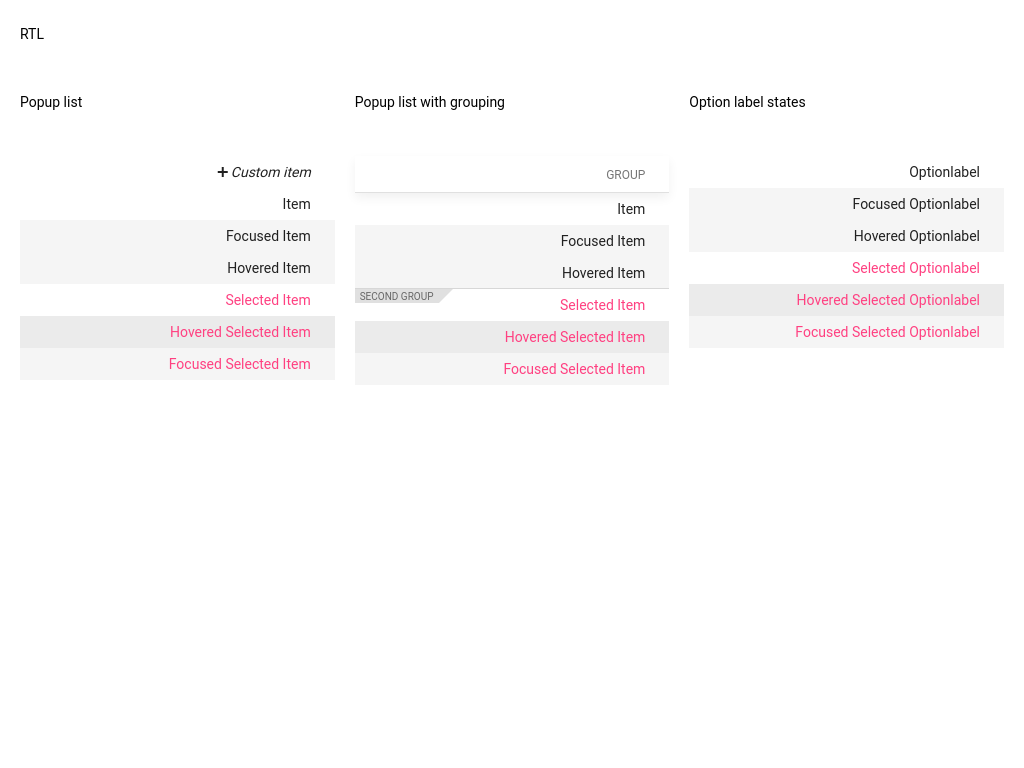 RTL
Popup list
Custom item
Item
Focused Item
Hovered Item
Selected Item
Hovered Selected Item
Focused Selected Item
Popup list with grouping
GROUP
Item
Focused Item
Hovered Item
SECOND GROUP
Selected Item
Hovered Selected Item
Focused Selected Item
Option label states
Optionlabel
Focused Optionlabel
Hovered Optionlabel
Selected Optionlabel
Hovered Selected Optionlabel
Focused Selected Optionlabel